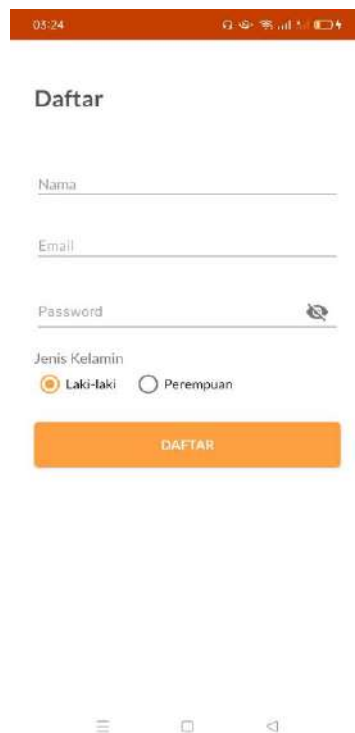 03:24
Daftar
Nama
Email
Password
Jenis Kelamin
Laki-laki Perempuan
DAFTAR